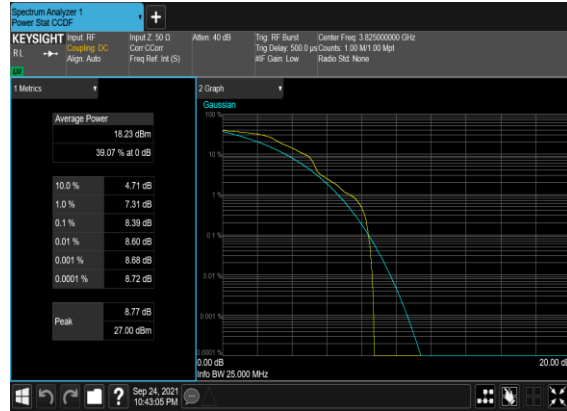 Spectrum Analyzer 1
Power Stat CCDF
KEYSIGHT
RL
LW
Input: RF
Coupling: DC
Align: Auto
Input Z: 50 Ω
Corr CCorr
Freq Ref: Int (S)
Atten: 40 dB
Trig: RF Burst
Trig Delay: 500.0 µs
#IF Gain: Low
Center Freq: 3.825000000 GHz
Counts: 1.00 M/1.00 Mpt
Radio Std: None
1 Metrics
Average Power
18.23 dBm
39.07 % at 0 dB
10.0 % 4.71 dB
1.0 % 7.31 dB
0.1 % 8.39 dB
0.01 % 8.60 dB
0.001 % 8.68 dB
0.0001 % 8.72 dB
Peak
8.77 dB
27.00 dBm
2 Graph
Gaussian
100 %
10 %
1 %
0.1 %
0.01 %
0.001 %
0.0001 %
0.00 dB
20.00 dB
Info BW 25.000 MHz
?
Sep 24, 2021
10:43:05 PM